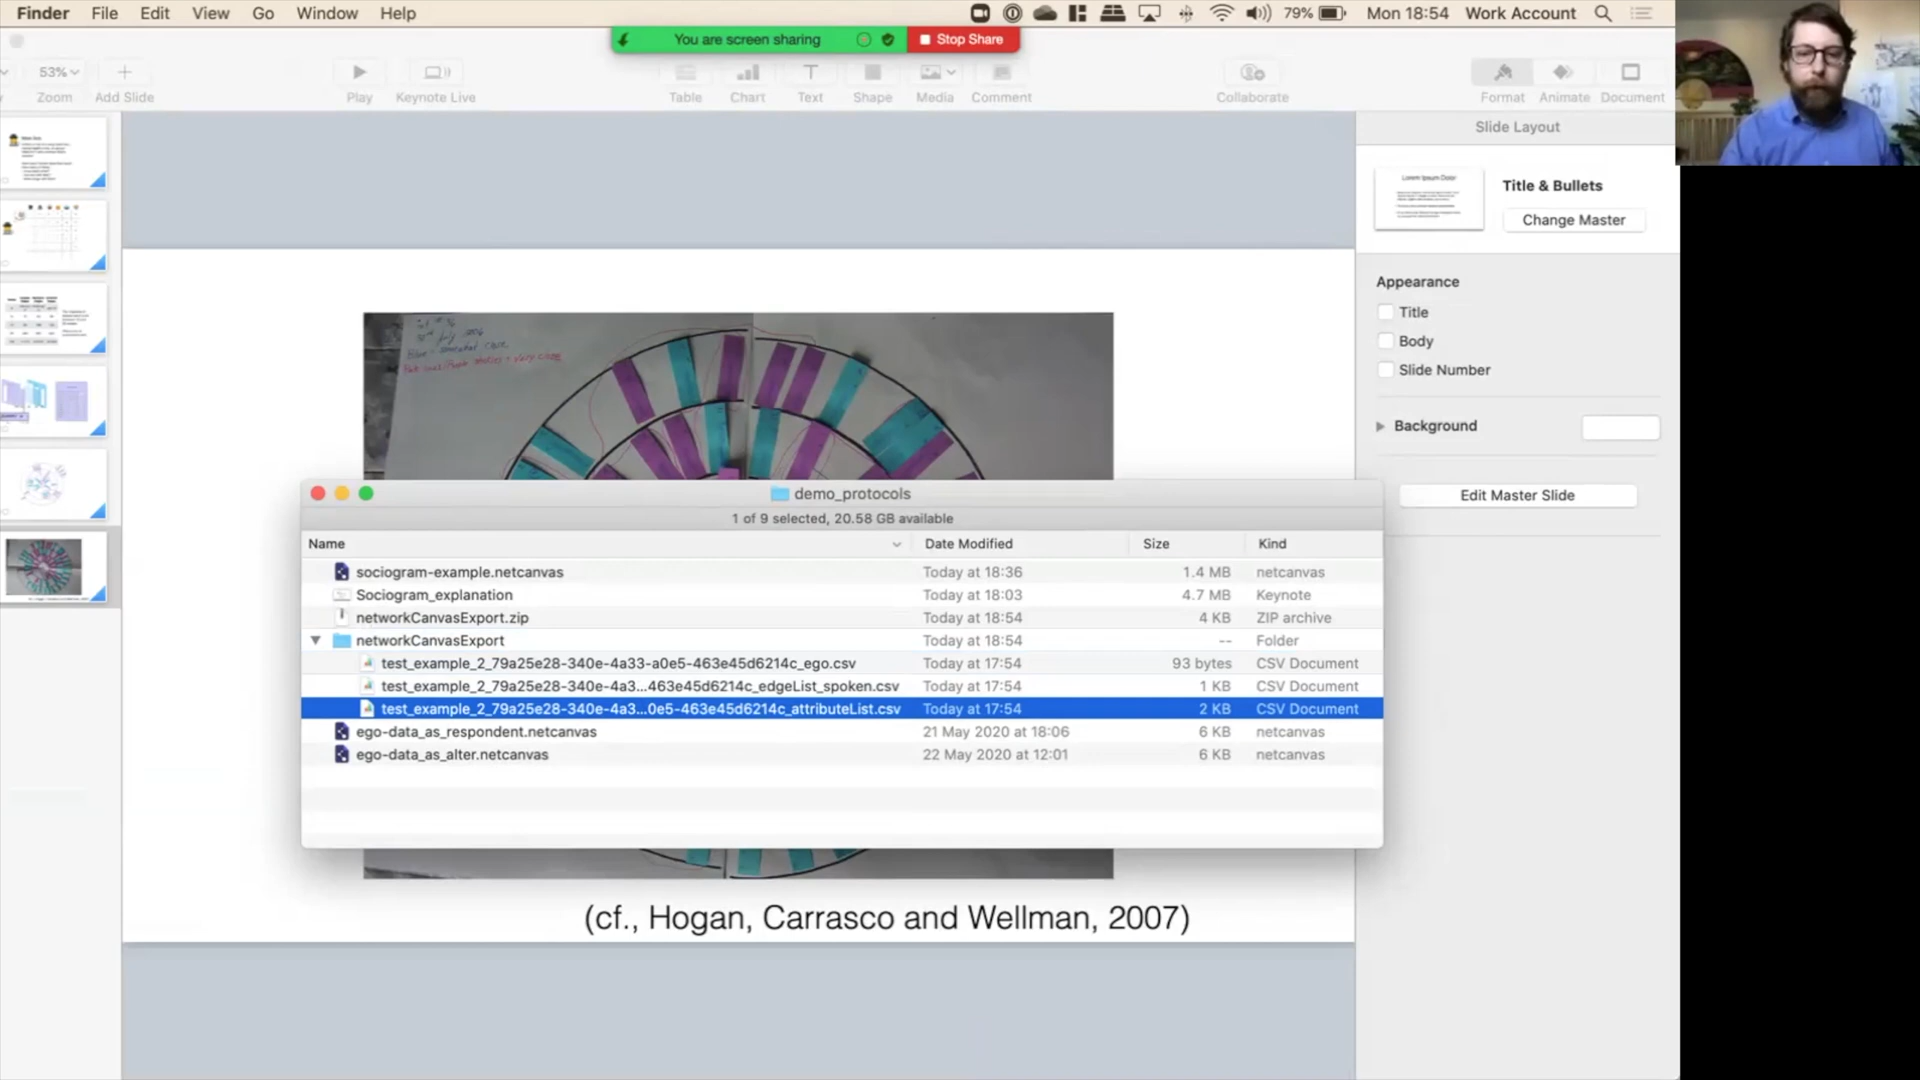 Finder File Edit View Go Window Help
79% Mon 18:54 Work Account
You are screen sharing Stop Share
53%
Zoom Add Slide Play Keynote Live Table Chart Text Shape Media Comment Collaborate Format Animate Document
Slide Layout
Lorem Ipsum Dolor
Title & Bullets
Change Master
Appearance
Title
Body
Slide Number
Background
Edit Master Slide
demo_protocols
1 of 9 selected, 20.58 GB available
Name Date Modified Size Kind
sociogram-example.netcanvas Today at 18:36 1.4 MB netcanvas
Sociogram_explanation Today at 18:03 4.7 MB Keynote
networkCanvasExport.zip Today at 18:54 4 KB ZIP archive
networkCanvasExport Today at 18:54 -- Folder
test_example_2_79a25e28-340e-4a33-a0e5-463e45d6214c_ego.csv Today at 17:54 93 bytes CSV Document
test_example_2_79a25e28-340e-4a3...463e45d6214c_edgeList_spoken.csv Today at 17:54 1 KB CSV Document
test_example_2_79a25e28-340e-4a3...0e5-463e45d6214c_attributeList.csv Today at 17:54 2 KB CSV Document
ego-data_as_respondent.netcanvas 21 May 2020 at 18:06 6 KB netcanvas
ego-data_as_alter.netcanvas 22 May 2020 at 12:01 6 KB netcanvas
(cf., Hogan, Carrasco and Wellman, 2007)